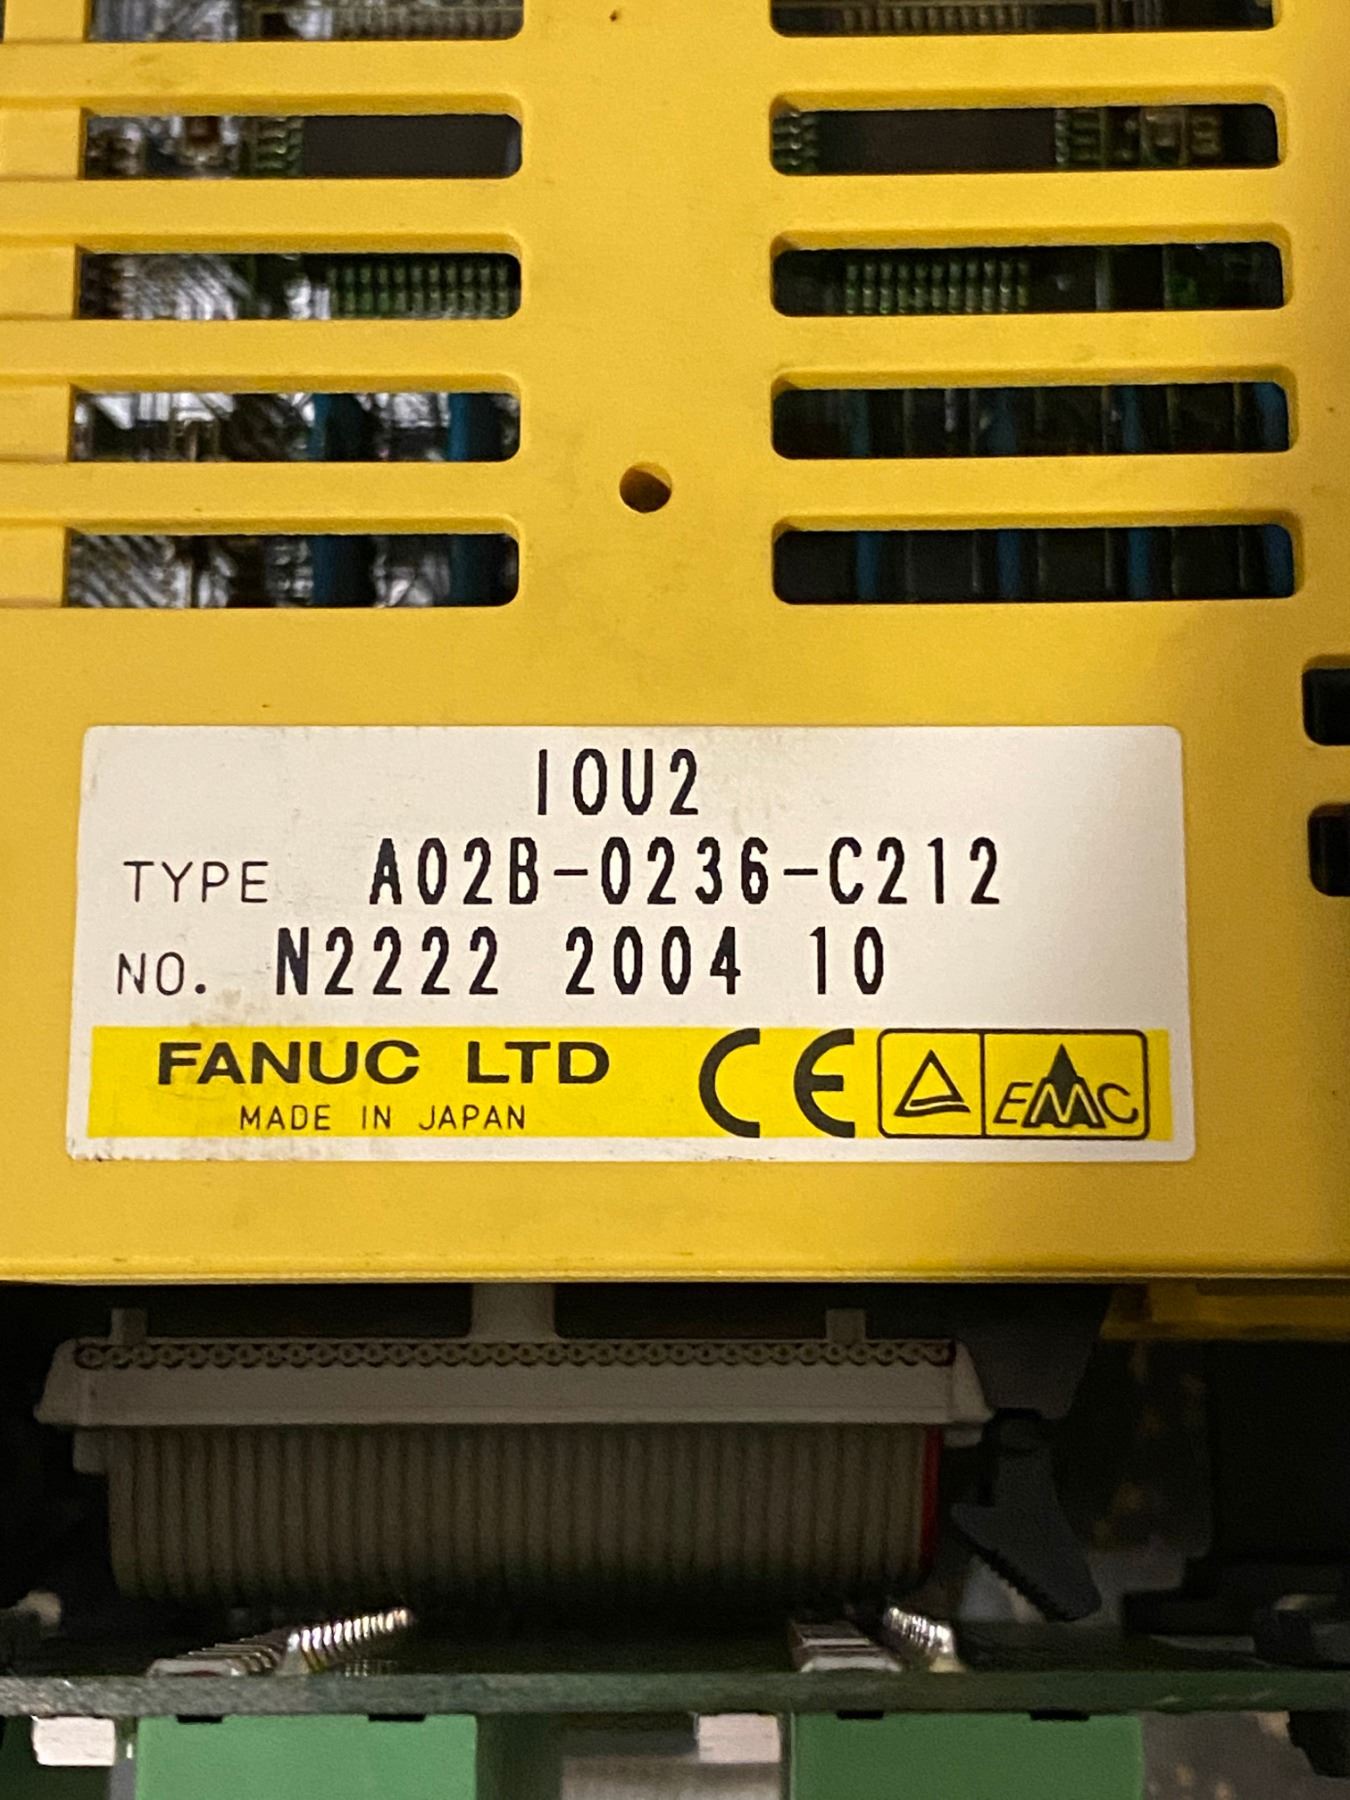 IOU2
TYPE A02B-0236-C212
NO. N2222 2004 10
FANUC LTD CE EMC
MADE IN JAPAN